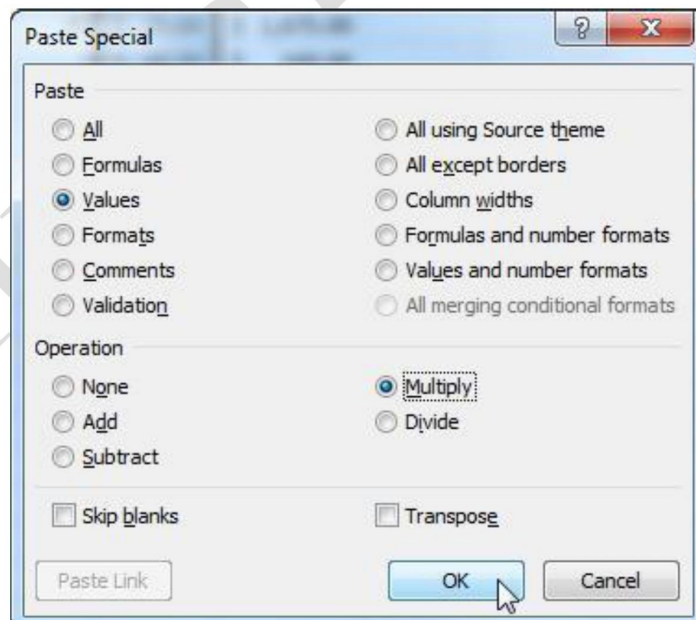 Paste Special
Paste
All
Formulas
Values
Formats
Comments
Validation
All using Source theme
All except borders
Column widths
Formulas and number formats
Values and number formats
All merging conditional formats
Operation
None
Add
Subtract
Multiply
Divide
Skip blanks
Transpose
Paste Link
OK
Cancel